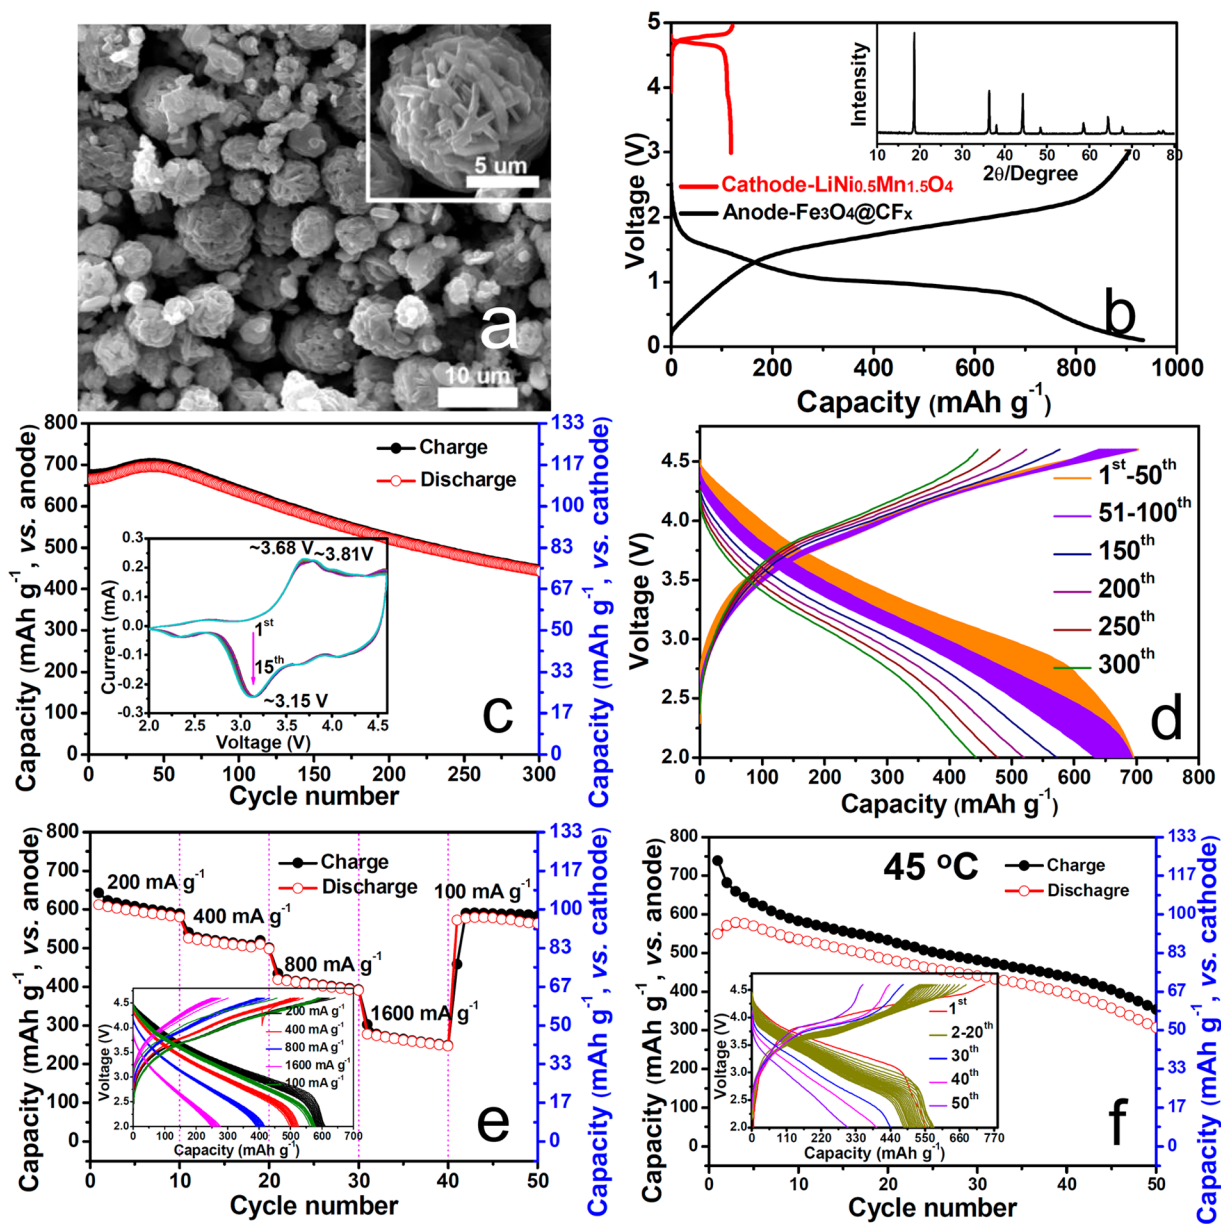 5 um
a
10 um
Voltage (V)
5
4
3
2
1
0
0 200 400 600 800 1000
Capacity (mAh g-1)
Cathode-LiNi0.5Mn1.5O4
Anode-Fe3O4@CFx
b
Intensity
10 20 30 40 50 60 70 80
2θ/Degree
Capacity (mAh g-1, vs. anode)
800
700
600
500
400
300
200
100
0
0 50 100 150 200 250 300
Cycle number
Charge
Discharge
Capacity (mAh g-1, vs. cathode)
133
117
100
83
67
50
33
17
0
c
Current (mA)
0.3
0.2
0.1
0.0
-0.1
-0.2
-0.3
2.0 2.5 3.0 3.5 4.0 4.5
Voltage (V)
~3.68 V
~3.81V
1st
15th
~3.15 V
Voltage (V)
4.5
4.0
3.5
3.0
2.5
2.0
0 100 200 300 400 500 600 700 800
Capacity (mAh g-1)
1st-50th
51-100th
150th
200th
250th
300th
d
Capacity (mAh g-1, vs. anode)
800
700
600
500
400
300
200
100
0
0 10 20 30 40 50
Cycle number
Charge
Discharge
200 mA g-1
400 mA g-1
800 mA g-1
1600 mA g-1
100 mA g-1
Capacity (mAh g-1, vs. cathode)
133
117
100
83
67
50
33
17
0
e
Voltage (V)
4.5
4.0
3.5
3.0
2.5
2.0
0 100 200 300 400 500 600 700
Capacity (mAh g-1)
200 mA g-1
400 mA g-1
800 mA g-1
1600 mA g-1
100 mA g-1
Capacity (mAh g-1, vs. anode)
800
700
600
500
400
300
200
100
0
0 10 20 30 40 50
Cycle number
45 oC
Charge
Dischagre
Capacity (mAh g-1, vs. cathode)
133
117
100
83
67
50
33
17
0
f
Voltage (V)
4.5
4.0
3.5
3.0
2.5
2.0
0 110 220 330 440 550 660 770
Capacity (mAh g-1)
1st
2-20th
30th
40th
50th